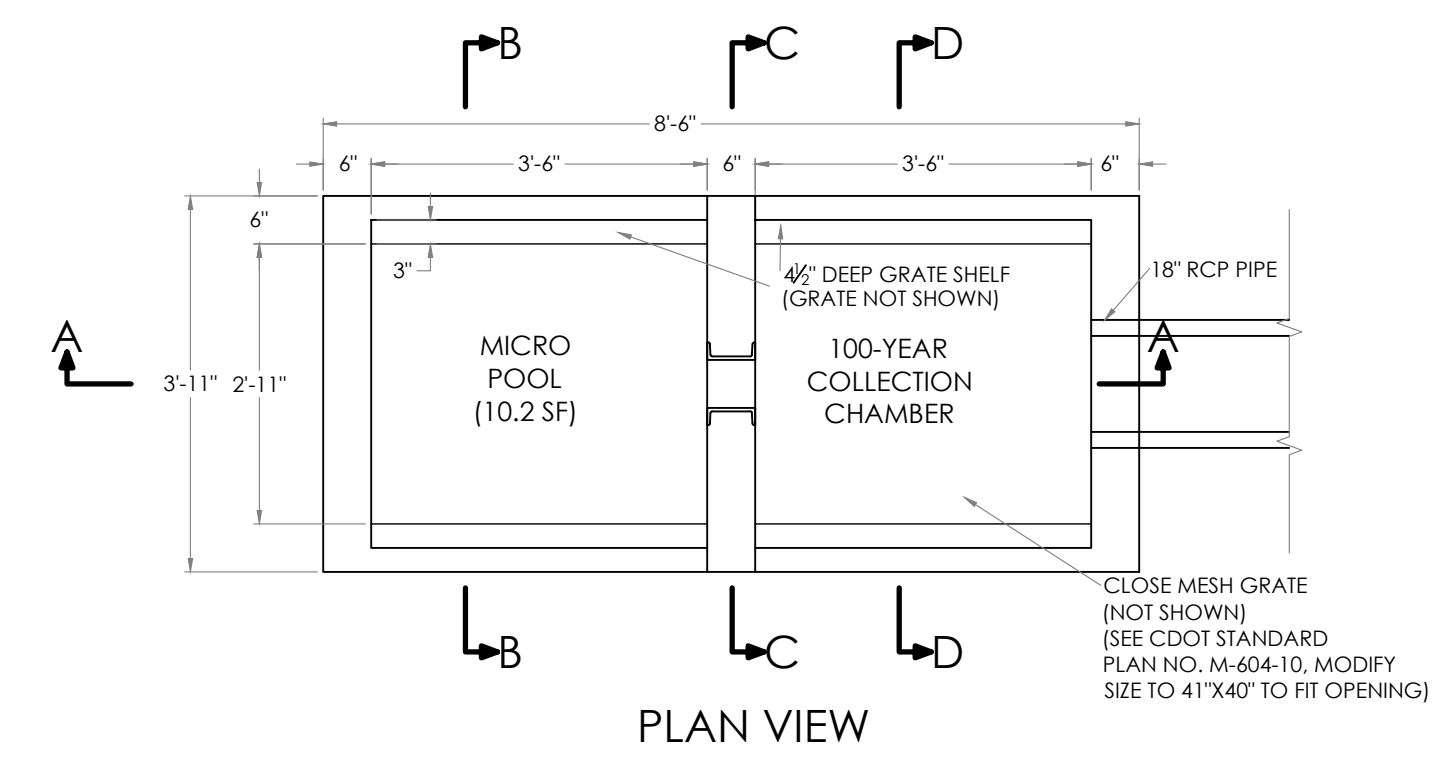 B
C
D
8'-6"
6"
3'-6"
6"
3'-6"
6"
6"
3"
4½" DEEP GRATE SHELF
(GRATE NOT SHOWN)
18" RCP PIPE
A
A
3'-11"
2'-11"
MICRO
POOL
(10.2 SF)
100-YEAR
COLLECTION
CHAMBER
CLOSE MESH GRATE
(NOT SHOWN)
(SEE CDOT STANDARD
PLAN NO. M-604-10, MODIFY
SIZE TO 41"X40" TO FIT OPENING)
B
C
D
PLAN VIEW